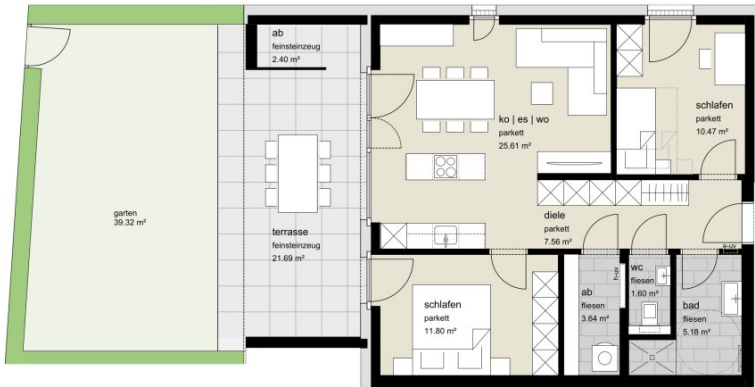 ab
feinsteinzeug
2.40 m²
ko | es | wo
parkett
25.61 m²
schlafen
parkett
10.47 m²
garten
39.32 m²
terrasse
feinsteinzeug
21.69 m²
diele
parkett
7.56 m²
e-uv
schlafen
parkett
11.80 m²
ab
fliesen
3.64 m²
h-uv
wc
fliesen
1.60 m²
bad
fliesen
5.18 m²